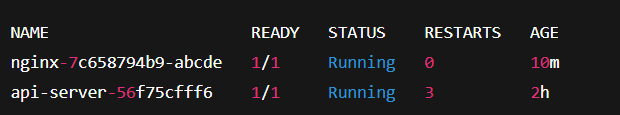 NAME READY STATUS RESTARTS AGE
nginx-7c658794b9-abcde 1/1 Running 0 10m
api-server-56f75cfff6 1/1 Running 3 2h